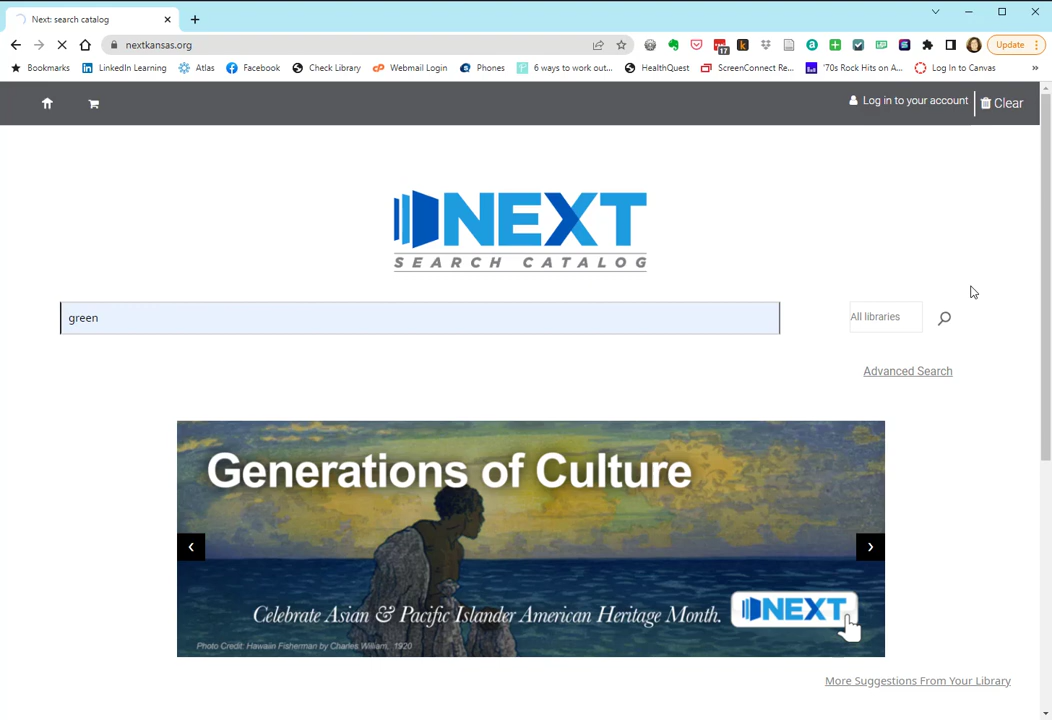 Next: search catalog
nextkansas.org
17
Update
Bookmarks LinkedIn Learning Atlas Facebook Check Library Webmail Login Phones 6 ways to work out... HealthQuest ScreenConnect Re... '70s Rock Hits on A... Log In to Canvas »
Log in to your account Clear
NEXT
SEARCH CATALOG
green
All libraries
Advanced Search
Generations of Culture
Celebrate Asian & Pacific Islander American Heritage Month.
NEXT
Photo Credit: Hawaiin Fisherman by Charles William, 1920
More Suggestions From Your Library